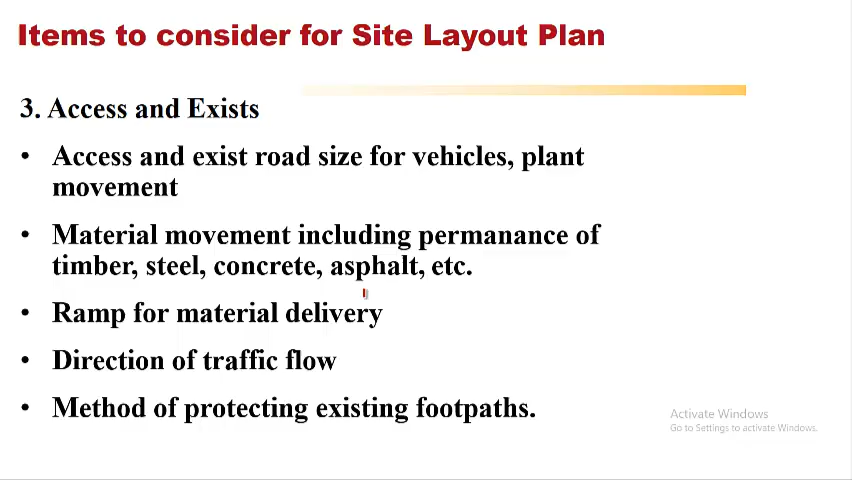 Items to consider for Site Layout Plan
3. Access and Exists
• Access and exist road size for vehicles, plant
movement
• Material movement including permanance of
timber, steel, concrete, asphalt, etc.
• Ramp for material delivery
• Direction of traffic flow
• Method of protecting existing footpaths.
Activate Windows
Go to Settings to activate Windows.